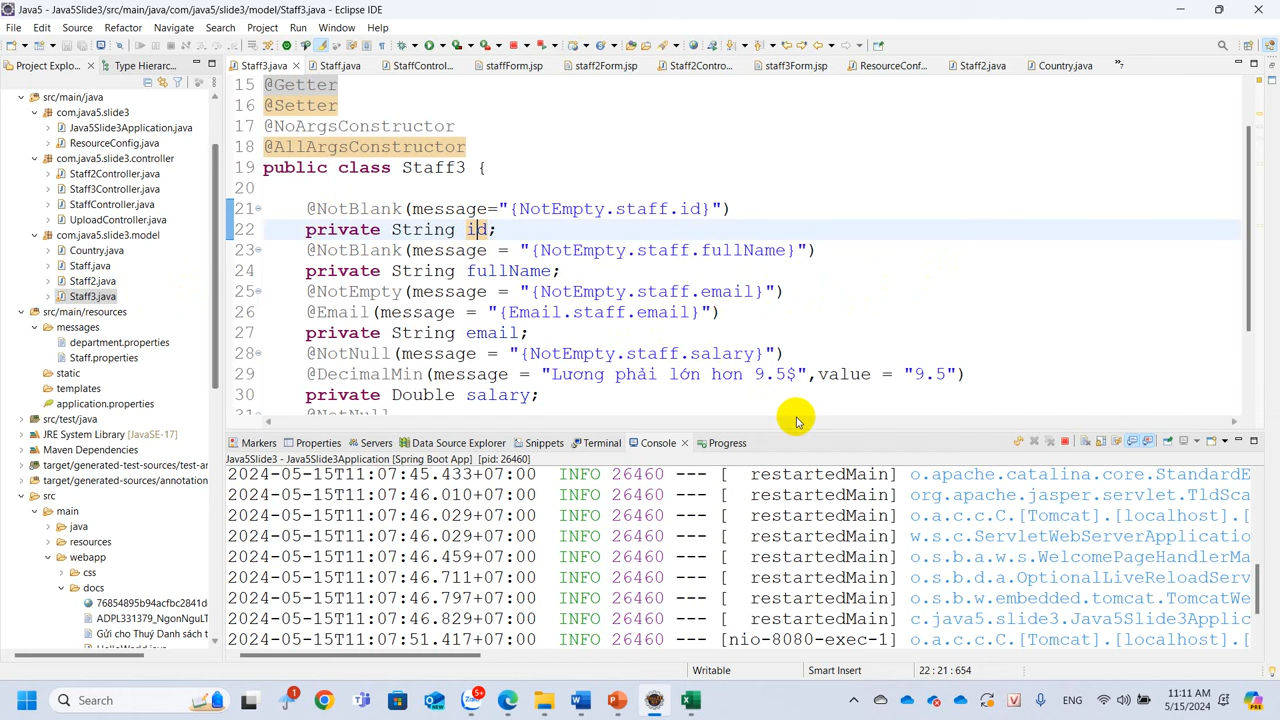 Java5 - Java5Slide3/src/main/java/com/java5/slide3/model/Staff3.java - Eclipse IDE
File Edit Source Refactor Navigate Search Project Run Window Help
Project Explo... Type Hierarc...
Staff3.java Staff.java StaffControl... staffForm.jsp staff2Form.jsp Staff2Contro... staff3Form.jsp ResourceConf... Staff2.java Country.java
src/main/java
com.java5.slide3
Java5Slide3Application.java
ResourceConfig.java
com.java5.slide3.controller
Staff2Controller.java
Staff3Controller.java
StaffController.java
UploadController.java
com.java5.slide3.model
Country.java
Staff.java
Staff2.java
Staff3.java
src/main/resources
messages
department.properties
Staff.properties
static
templates
application.properties
src/test/java
JRE System Library [JavaSE-17]
Maven Dependencies
target/generated-test-sources/test-ar
target/generated-sources/annotation
src
main
java
resources
webapp
css
docs
76854895b94acfbc2841d
ADPL331379_NgonNguLT
Gửi cho Thuý Danh sách t
15 @Getter
16 @Setter
17 @NoArgsConstructor
18 @AllArgsConstructor
19 public class Staff3 {
20
21 @NotBlank(message="{NotEmpty.staff.id}")
22 private String id;
23 @NotBlank(message = "{NotEmpty.staff.fullName}")
24 private String fullName;
25 @NotEmpty(message = "{NotEmpty.staff.email}")
26 @Email(message = "{Email.staff.email}")
27 private String email;
28 @NotNull(message = "{NotEmpty.staff.salary}")
29 @DecimalMin(message = "Lương phải lớn hơn 9.5$",value = "9.5")
30 private Double salary;
Markers Properties Servers Data Source Explorer Snippets Terminal Console Progress
Java5Slide3 - Java5Slide3Application [Spring Boot App] [pid: 26460]
2024-05-15T11:07:45.433+07:00 INFO 26460 --- [ restartedMain] o.apache.catalina.core.StandardE
2024-05-15T11:07:46.010+07:00 INFO 26460 --- [ restartedMain] org.apache.jasper.servlet.TldSca
2024-05-15T11:07:46.029+07:00 INFO 26460 --- [ restartedMain] o.a.c.c.C.[Tomcat].[localhost].[
2024-05-15T11:07:46.029+07:00 INFO 26460 --- [ restartedMain] w.s.c.ServletWebServerApplicatio
2024-05-15T11:07:46.459+07:00 INFO 26460 --- [ restartedMain] o.s.b.a.w.s.WelcomePageHandlerMa
2024-05-15T11:07:46.711+07:00 INFO 26460 --- [ restartedMain] o.s.b.d.a.OptionalLiveReloadServ
2024-05-15T11:07:46.797+07:00 INFO 26460 --- [ restartedMain] o.s.b.w.embedded.tomcat.TomcatWe
2024-05-15T11:07:46.829+07:00 INFO 26460 --- [ restartedMain] c.java5.slide3.Java5Slide3Applic
2024-05-15T11:07:51.417+07:00 INFO 26460 --- [nio-8080-exec-1] o.a.c.c.C.[Tomcat].[localhost].[
Writable Smart Insert 22 : 21 : 654
Search
1
5+
ENG
11:11 AM
5/15/2024